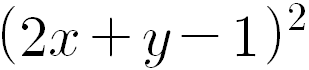 (2x + y − 1)²